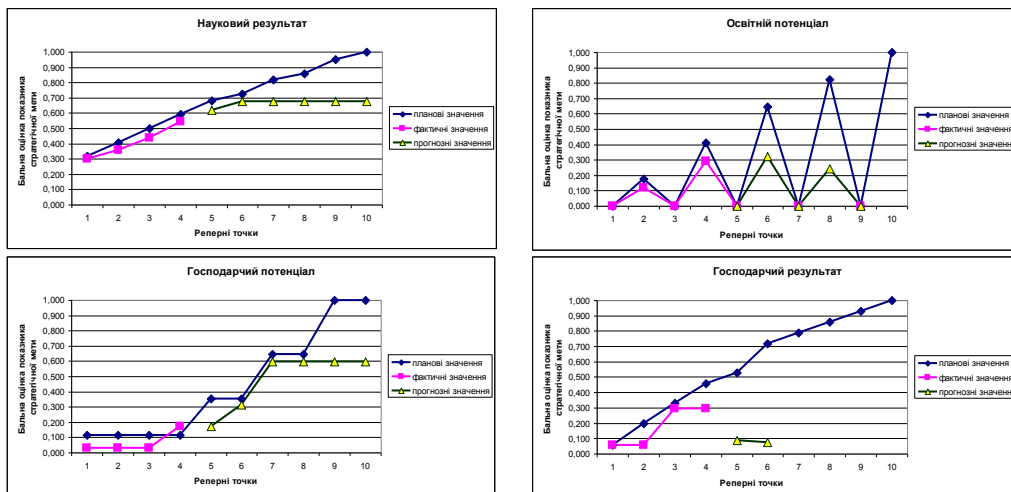 Науковий результат
Бальна оцінка показника
стратегічної мети
1,000
0,900
0,800
0,700
0,600
0,500
0,400
0,300
0,200
0,100
0,000
1 2 3 4 5 6 7 8 9 10
Реперні точки
планові значення
фактичні значення
прогнозні значення
Освітній потенціал
Бальна оцінка показника
стратегічної мети
1,000
0,900
0,800
0,700
0,600
0,500
0,400
0,300
0,200
0,100
0,000
1 2 3 4 5 6 7 8 9 10
Реперні точки
планові значення
фактичні значення
прогнозні значення
Господарчий потенціал
Бальна оцінка показника
стратегічної мети
1,000
0,900
0,800
0,700
0,600
0,500
0,400
0,300
0,200
0,100
0,000
1 2 3 4 5 6 7 8 9 10
Реперні точки
планові значення
фактичні значення
прогнозні значення
Господарчий результат
Бальна оцінка показника
стратегічної мети
1,000
0,900
0,800
0,700
0,600
0,500
0,400
0,300
0,200
0,100
0,000
1 2 3 4 5 6 7 8 9 10
Реперні точки
планові значення
фактичні значення
прогнозні значення